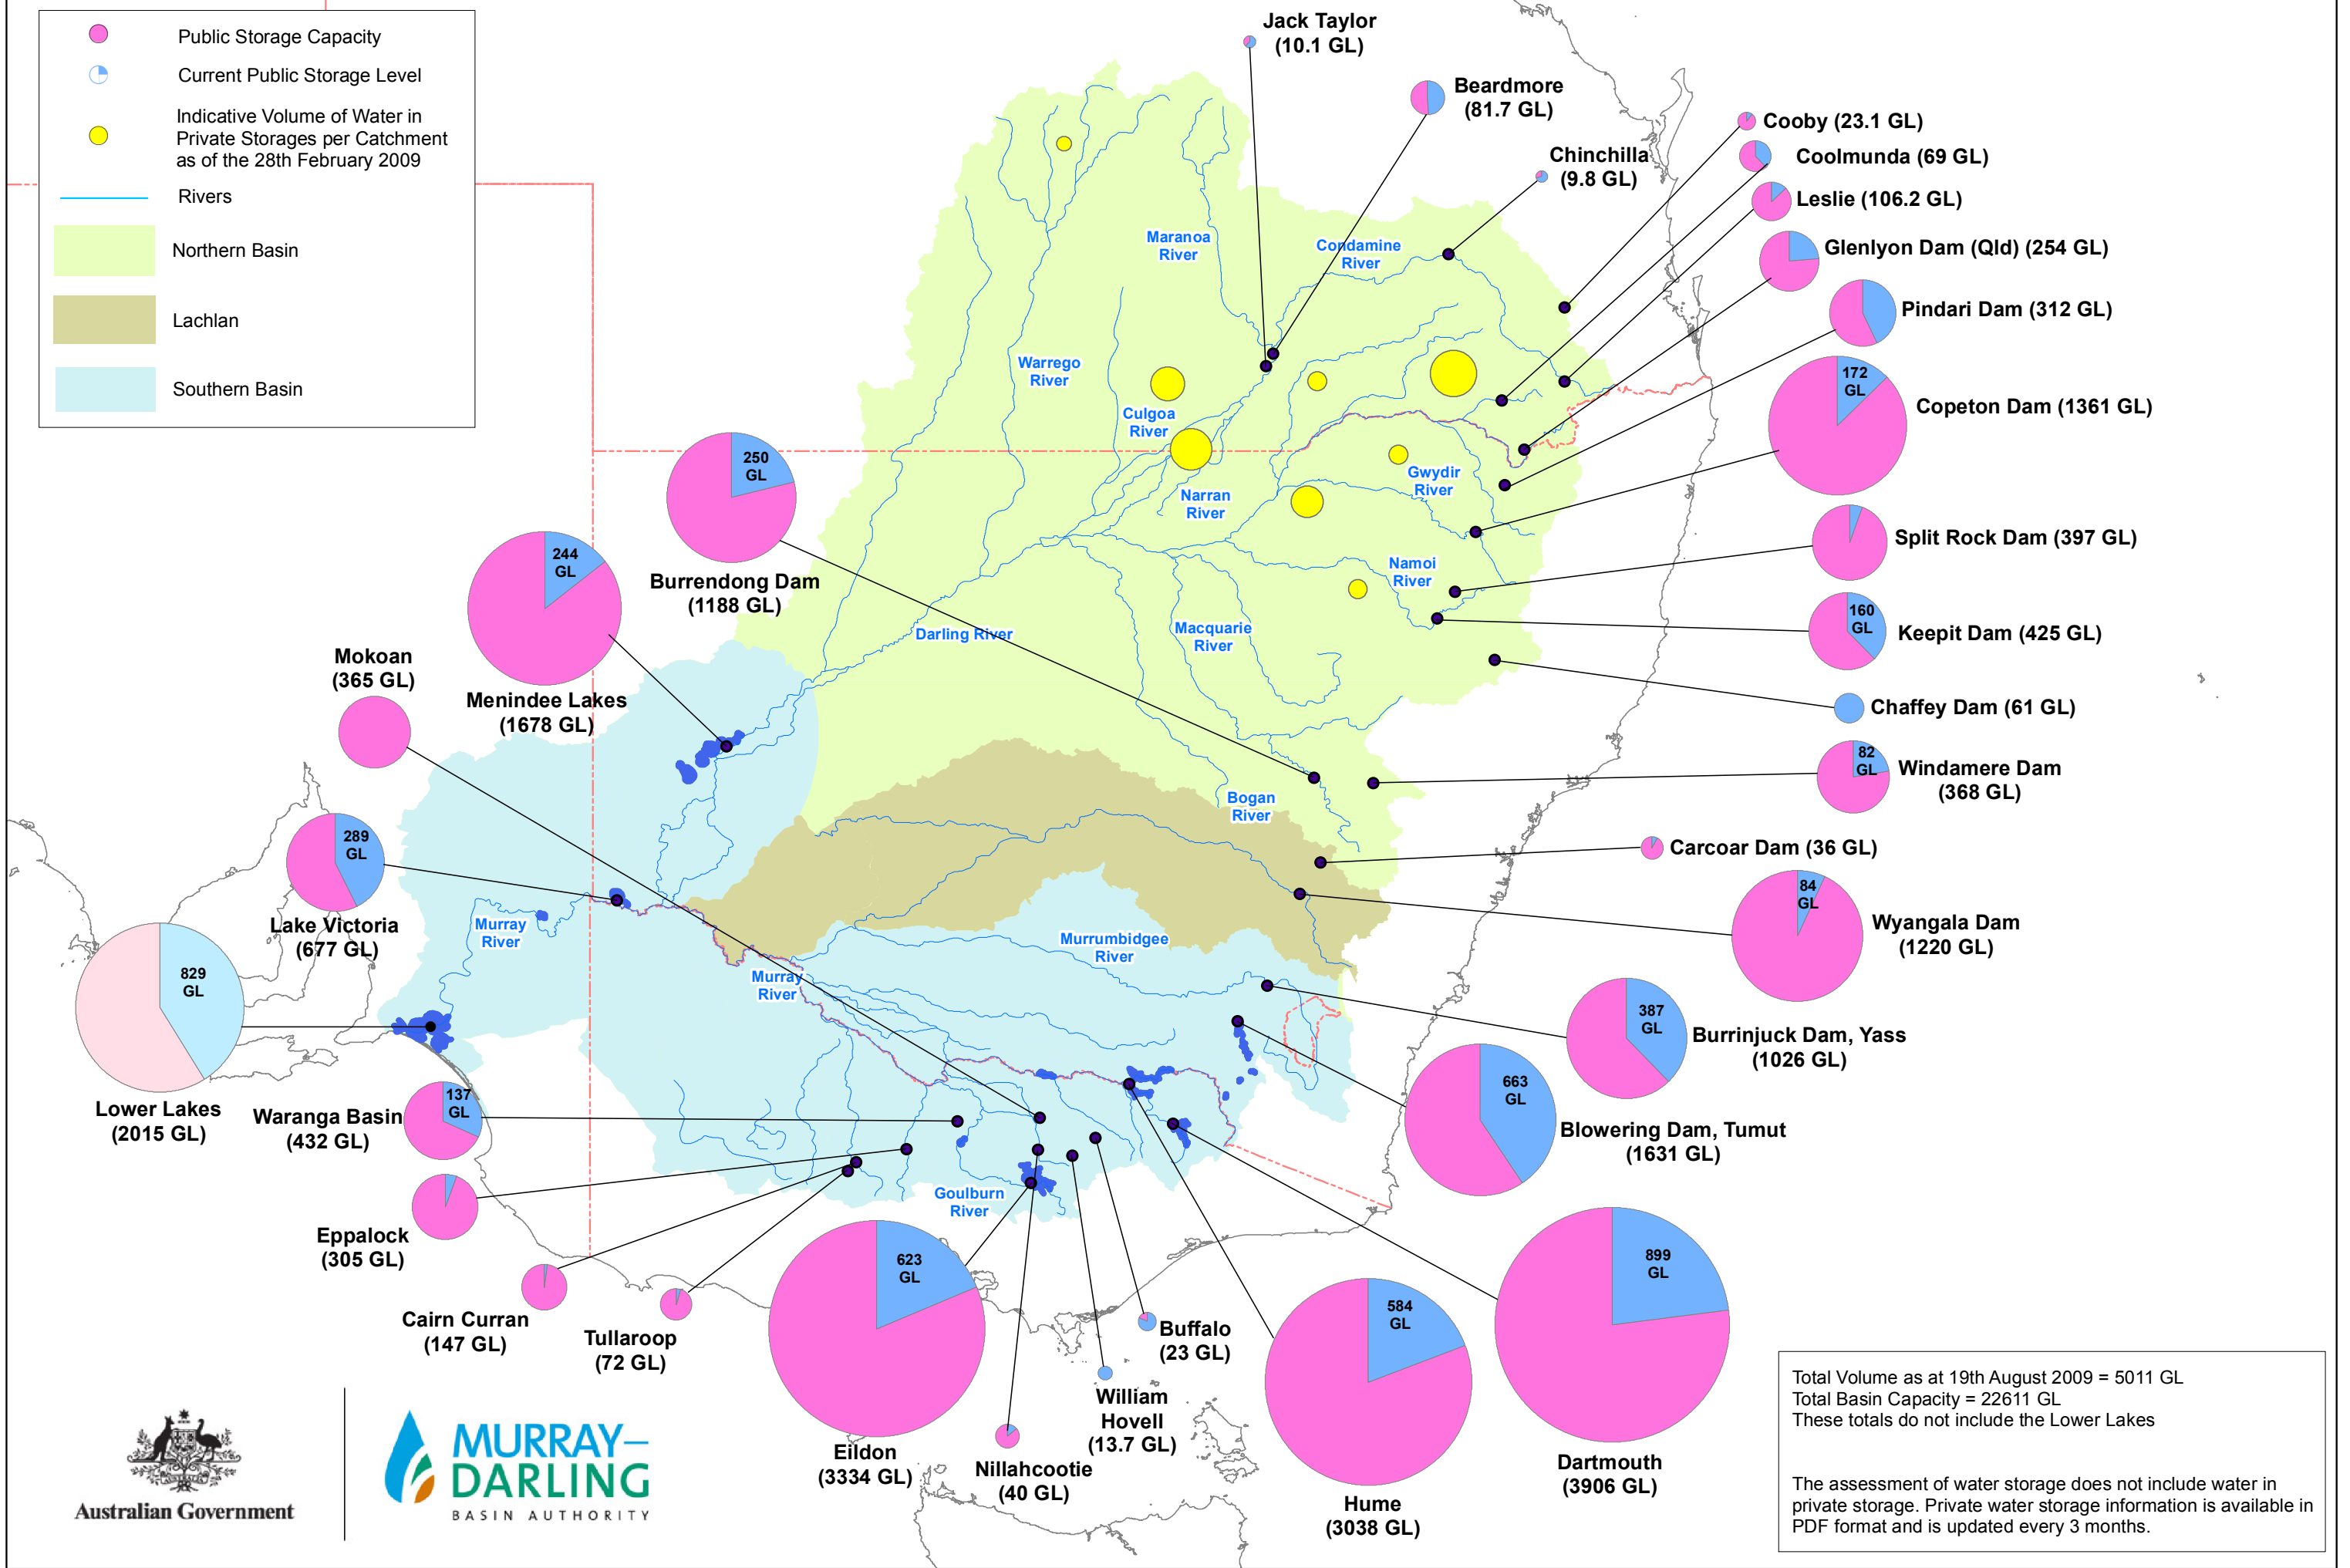 Public Storage Capacity
Current Public Storage Level
Indicative Volume of Water in
Private Storages per Catchment
as of the 28th February 2009
Rivers
Northern Basin
Lachlan
Southern Basin
Jack Taylor
(10.1 GL)
Beardmore
(81.7 GL)
Chinchilla
(9.8 GL)
Cooby (23.1 GL)
Coolmunda (69 GL)
Leslie (106.2 GL)
Glenlyon Dam (Qld) (254 GL)
Pindari Dam (312 GL)
172
GL
Copeton Dam (1361 GL)
Split Rock Dam (397 GL)
160
GL
Keepit Dam (425 GL)
Chaffey Dam (61 GL)
82
GL
Windamere Dam
(368 GL)
Carcoar Dam (36 GL)
84
GL
Wyangala Dam
(1220 GL)
387
GL
Burrinjuck Dam, Yass
(1026 GL)
663
GL
Blowering Dam, Tumut
(1631 GL)
899
GL
Dartmouth
(3906 GL)
584
GL
Hume
(3038 GL)
Buffalo
(23 GL)
William
Hovell
(13.7 GL)
Nillahcootie
(40 GL)
623
GL
Eildon
(3334 GL)
Tullaroop
(72 GL)
Cairn Curran
(147 GL)
Eppalock
(305 GL)
137
GL
Waranga Basin
(432 GL)
829
GL
Lower Lakes
(2015 GL)
289
GL
Lake Victoria
(677 GL)
Mokoan
(365 GL)
244
GL
Menindee Lakes
(1678 GL)
250
GL
Burrendong Dam
(1188 GL)
Maranoa
River
Condamine
River
Warrego
River
Culgoa
River
Narran
River
Gwydir
River
Namoi
River
Darling River
Macquarie
River
Bogan
River
Murray
River
Murrumbidgee
River
Murray
River
Goulburn
River
Australian Government
MURRAY–
DARLING
BASIN AUTHORITY
Total Volume as at 19th August 2009 = 5011 GL
Total Basin Capacity = 22611 GL
These totals do not include the Lower Lakes
The assessment of water storage does not include water in
private storage. Private water storage information is available in
PDF format and is updated every 3 months.